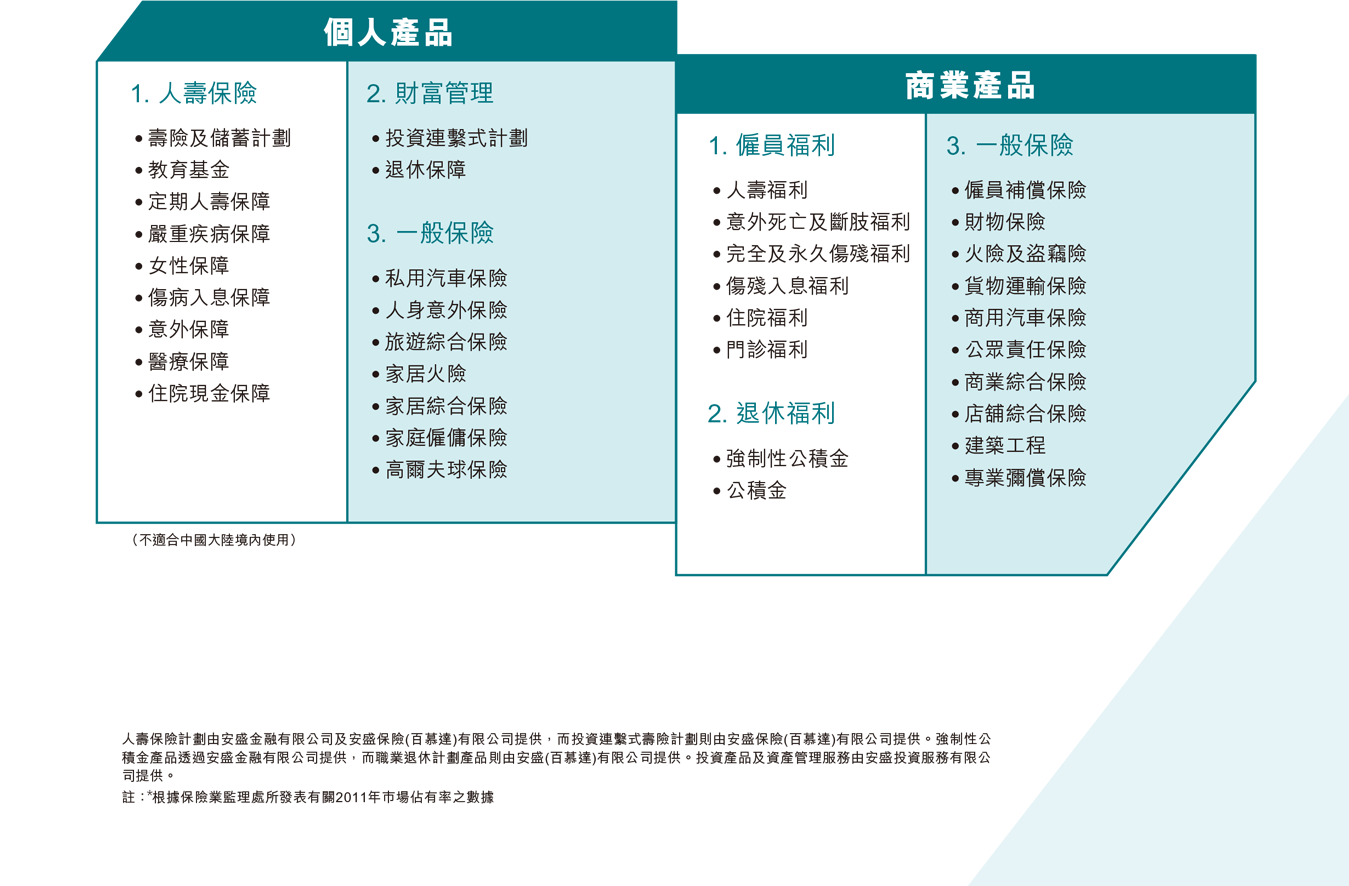 個人產品
1. 人壽保險
• 壽險及儲蓄計劃
• 教育基金
• 定期人壽保障
• 嚴重疾病保障
• 女性保障
• 傷病入息保障
• 意外保障
• 醫療保障
• 住院現金保障
2. 財富管理
• 投資連繫式計劃
• 退休保障
3. 一般保險
• 私用汽車保險
• 人身意外保險
• 旅遊綜合保險
• 家居火險
• 家居綜合保險
• 家庭僱傭保險
• 高爾夫球保險
（不適合中國大陸境內使用）
商業產品
1. 僱員福利
• 人壽福利
• 意外死亡及斷肢福利
• 完全及永久傷殘福利
• 傷殘入息福利
• 住院福利
• 門診福利
2. 退休福利
• 強制性公積金
• 公積金
3. 一般保險
• 僱員補償保險
• 財物保險
• 火險及盜竊險
• 貨物運輸保險
• 商用汽車保險
• 公眾責任保險
• 商業綜合保險
• 店舖綜合保險
• 建築工程
• 專業彌償保險
人壽保險計劃由安盛金融有限公司及安盛保險(百慕達)有限公司提供，而投資連繫式壽險計劃則由安盛保險(百慕達)有限公司提供。強制性公
積金產品透過安盛金融有限公司提供，而職業退休計劃產品則由安盛(百慕達)有限公司提供。投資產品及資產管理服務由安盛投資服務有限公
司提供。
註：*根據保險業監理處所發表有關2011年市場佔有率之數據